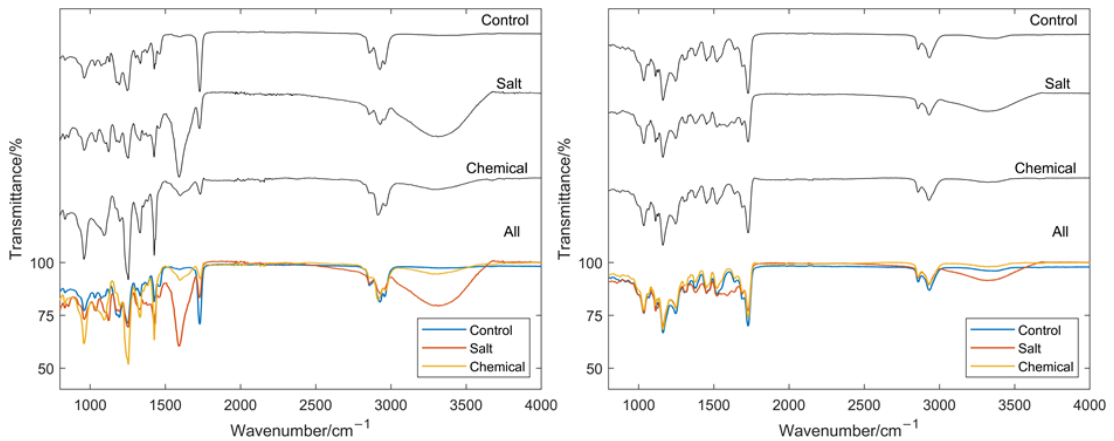 Control
Salt
Chemical
All
100
75
50
Transmittance/%
1000 1500 2000 2500 3000 3500 4000
Wavenumber/cm⁻¹
Control
Salt
Chemical
Control
Salt
Chemical
All
100
75
50
Transmittance/%
1000 1500 2000 2500 3000 3500 4000
Wavenumber/cm⁻¹
Control
Salt
Chemical